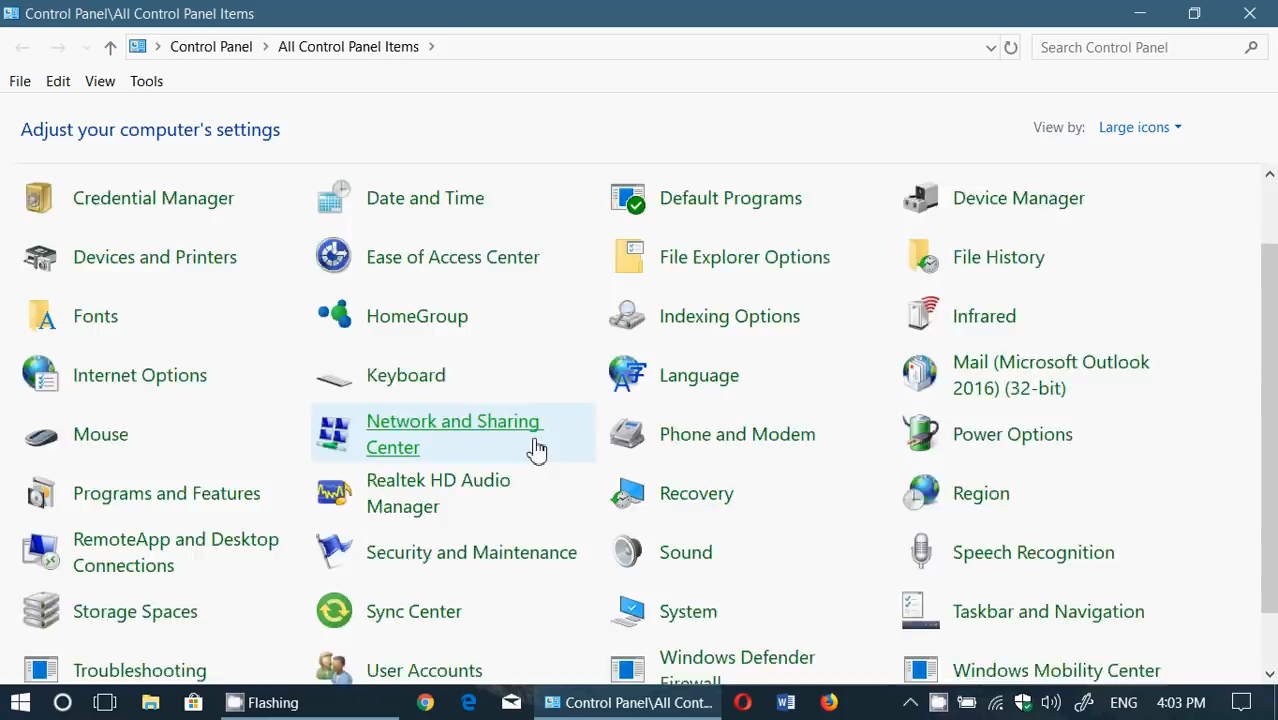 Control Panel\All Control Panel Items
Control Panel
All Control Panel Items
Search Control Panel
File
Edit
View
Tools
Adjust your computer's settings
View by:
Large icons
Credential Manager
Date and Time
Default Programs
Device Manager
Devices and Printers
Ease of Access Center
File Explorer Options
File History
Fonts
HomeGroup
Indexing Options
Infrared
Internet Options
Keyboard
Language
Mail (Microsoft Outlook
2016) (32-bit)
Mouse
Network and Sharing
Center
Phone and Modem
Power Options
Programs and Features
Realtek HD Audio
Manager
Recovery
Region
RemoteApp and Desktop
Connections
Security and Maintenance
Sound
Speech Recognition
Storage Spaces
Sync Center
System
Taskbar and Navigation
Troubleshooting
User Accounts
Windows Defender
Firewall
Windows Mobility Center
Flashing
Control Panel\All Cont...
ENG
4:03 PM